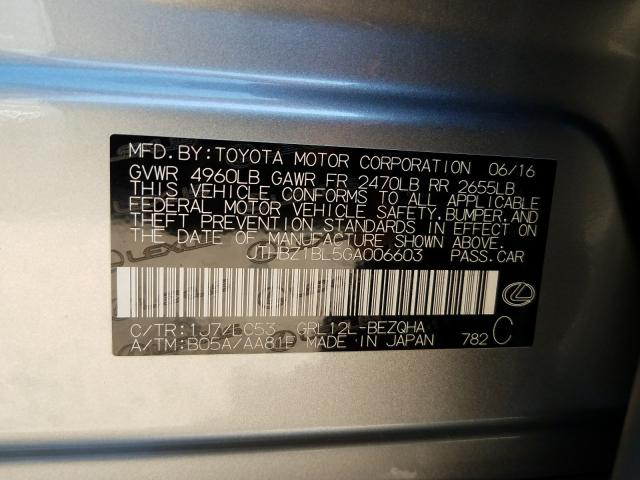 MFD. BY: TOYOTA MOTOR CORPORATION 06/16
GVWR 4960LB GAWR FR 2470LB RR 2655LB
THIS VEHICLE CONFORMS TO ALL APPLICABLE
FEDERAL MOTOR VEHICLE SAFETY, BUMPER, AND
THEFT PREVENTION STANDARDS IN EFFECT ON
THE DATE OF MANUFACTURE SHOWN ABOVE.
JTHBZ1BL5GA006603 PASS. CAR
C/TR: 1J7/LC53 GRL12L-BEZQHA
A/TM: B05A/AA81F MADE IN JAPAN 782 C
LEXUS